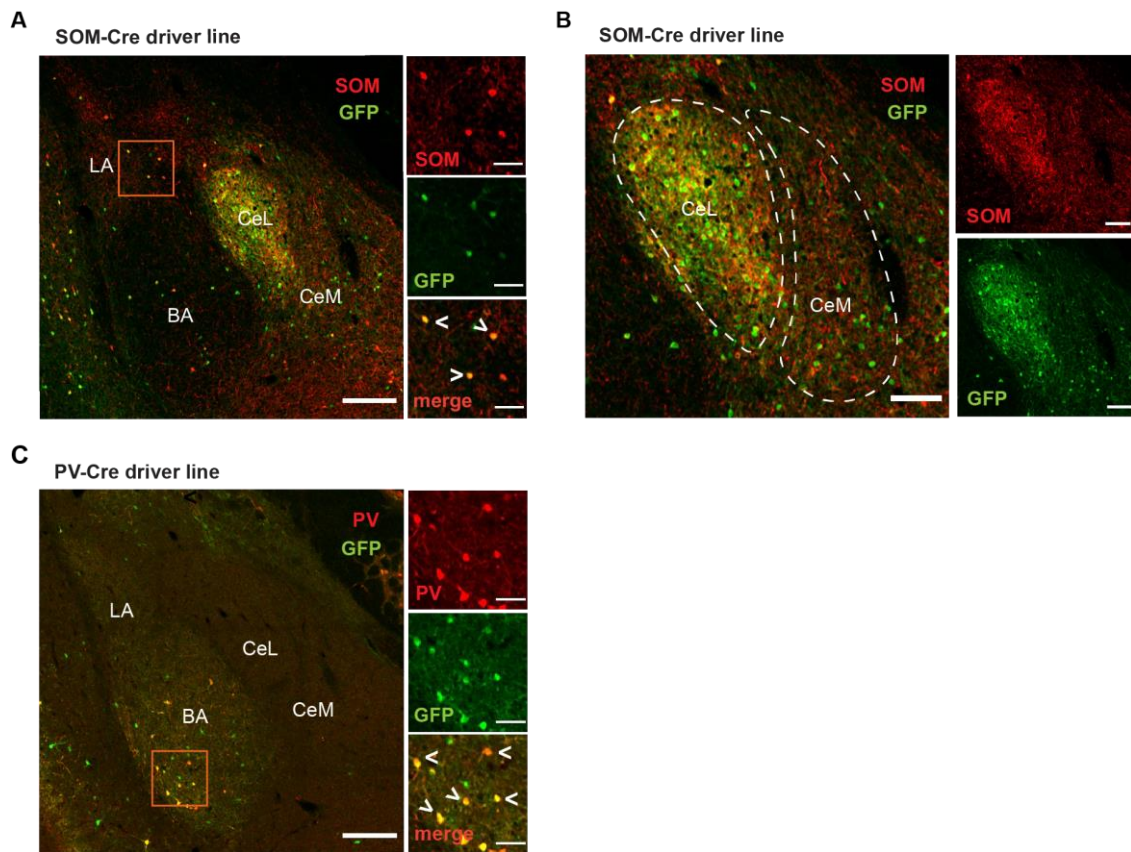 A
SOM-Cre driver line
SOM
GFP
LA
CeL
CeM
BA
SOM
GFP
merge
B
SOM-Cre driver line
SOM
GFP
CeL
CeM
SOM
GFP
C
PV-Cre driver line
PV
GFP
LA
CeL
CeM
BA
PV
GFP
merge